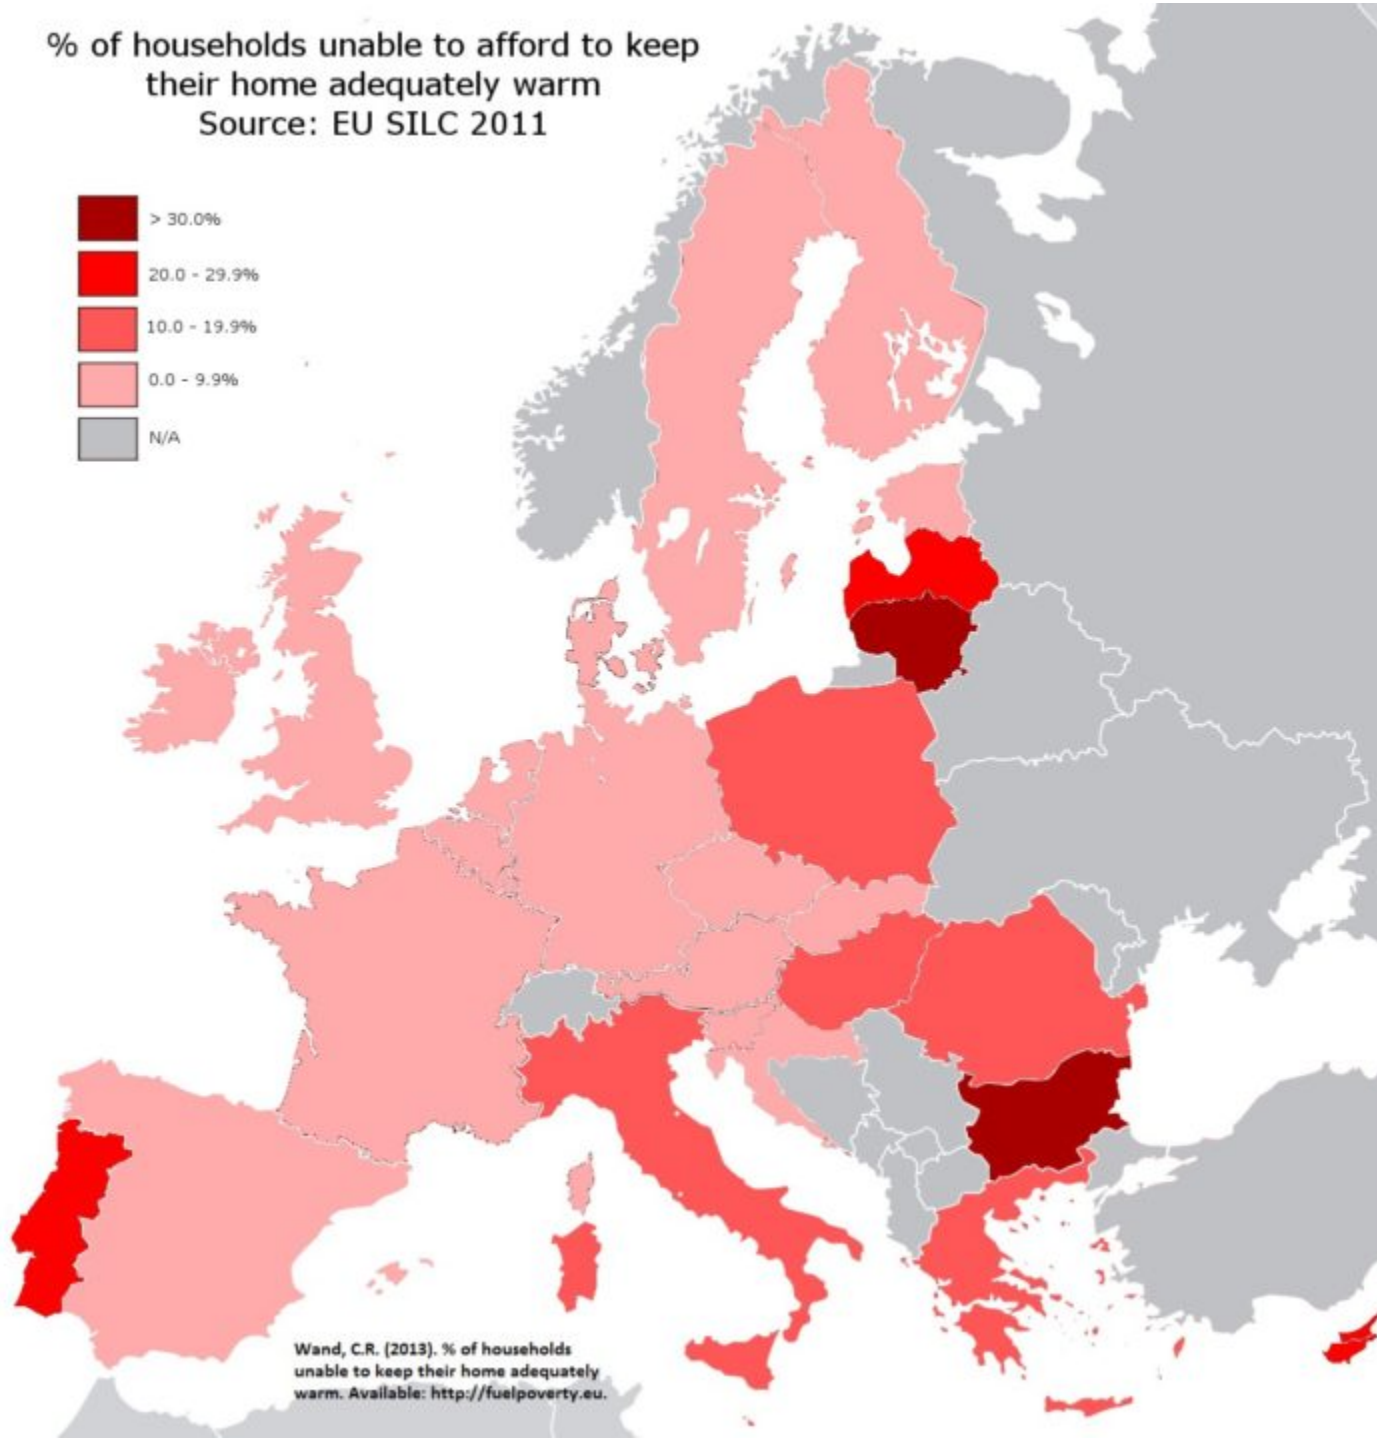 % of households unable to afford to keep
their home adequately warm
Source: EU SILC 2011
> 30.0%
20.0 - 29.9%
10.0 - 19.9%
0.0 - 9.9%
N/A
Wand, C.R. (2013). % of households
unable to keep their home adequately
warm. Available: http://fuelpoverty.eu.